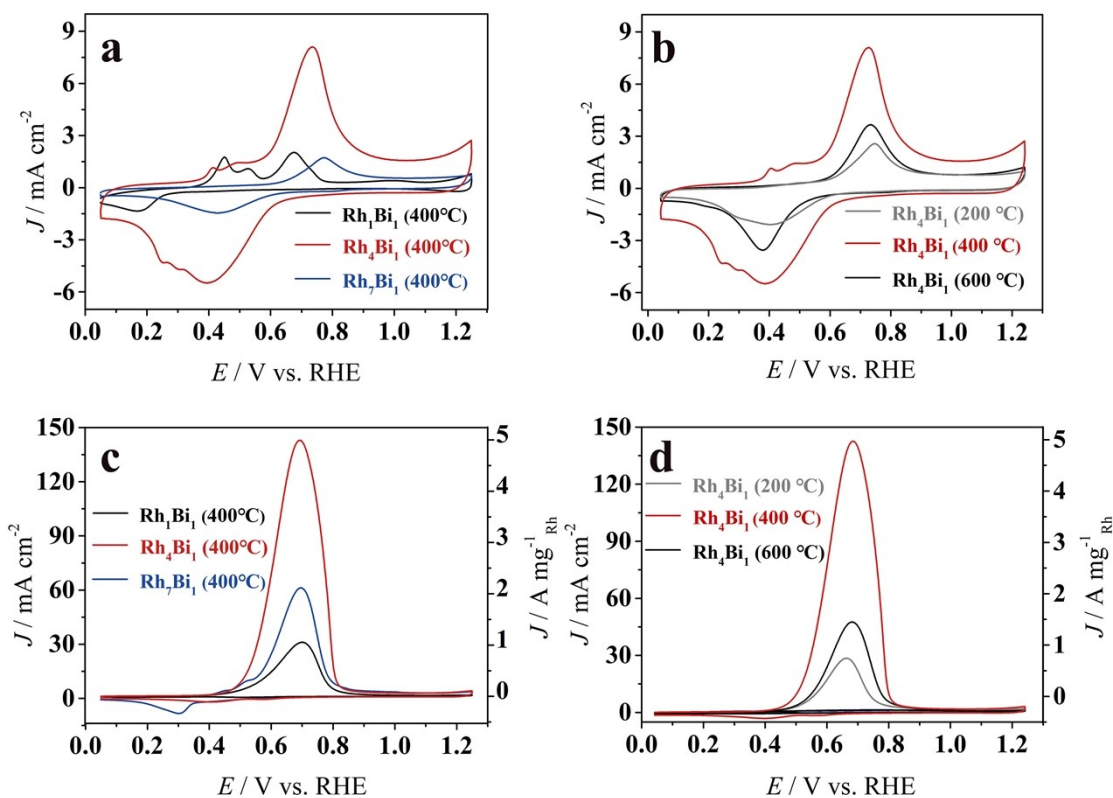 a
9
6
3
0
-3
-6
J / mA cm⁻²
Rh₁Bi₁ (400°C)
Rh₄Bi₁ (400°C)
Rh₇Bi₁ (400°C)
0.0 0.2 0.4 0.6 0.8 1.0 1.2
E / V vs. RHE
b
9
6
3
0
-3
-6
J / mA cm⁻²
Rh₄Bi₁ (200 °C)
Rh₄Bi₁ (400 °C)
Rh₄Bi₁ (600 °C)
0.0 0.2 0.4 0.6 0.8 1.0 1.2
E / V vs. RHE
c
150
120
90
60
30
0
J / mA cm⁻²
Rh₁Bi₁ (400°C)
Rh₄Bi₁ (400°C)
Rh₇Bi₁ (400°C)
5
4
3
2
1
0
J / A mg⁻¹Rh
0.0 0.2 0.4 0.6 0.8 1.0 1.2
E / V vs. RHE
d
150
120
90
60
30
0
J / mA cm⁻²
Rh₄Bi₁ (200 °C)
Rh₄Bi₁ (400 °C)
Rh₄Bi₁ (600 °C)
5
4
3
2
1
0
J / A mg⁻¹Rh
0.0 0.2 0.4 0.6 0.8 1.0 1.2
E / V vs. RHE